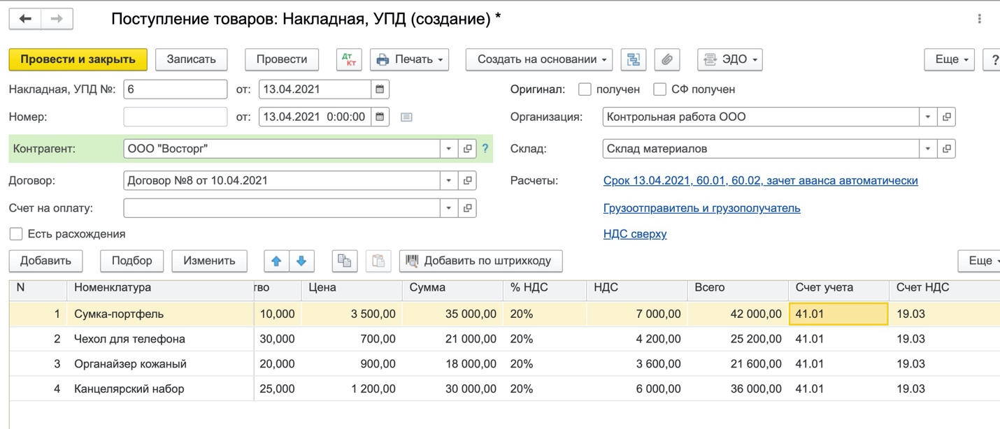 Поступление товаров: Накладная, УПД (создание) *
Провести и закрыть Записать Провести Дт Кт Печать Создать на основании ЭДО Еще ?
Накладная, УПД №: 6 от: 13.04.2021 Оригинал: получен СФ получен
Номер: от: 13.04.2021 0:00:00 Организация: Контрольная работа ООО
Контрагент: ООО "Восторг" ? Склад: Склад материалов
Договор: Договор №8 от 10.04.2021 Расчеты: Срок 13.04.2021, 60.01, 60.02, зачет аванса автоматически
Счет на оплату: Грузоотправитель и грузополучатель
Есть расхождения НДС сверху
Добавить Подбор Изменить Добавить по штрихкоду Еще
N Номенклатура тво Цена Сумма % НДС НДС Всего Счет учета Счет НДС
1 Сумка-портфель 10,000 3 500,00 35 000,00 20% 7 000,00 42 000,00 41.01 19.03
2 Чехол для телефона 30,000 700,00 21 000,00 20% 4 200,00 25 200,00 41.01 19.03
3 Органайзер кожаный 20,000 900,00 18 000,00 20% 3 600,00 21 600,00 41.01 19.03
4 Канцелярский набор 25,000 1 200,00 30 000,00 20% 6 000,00 36 000,00 41.01 19.03